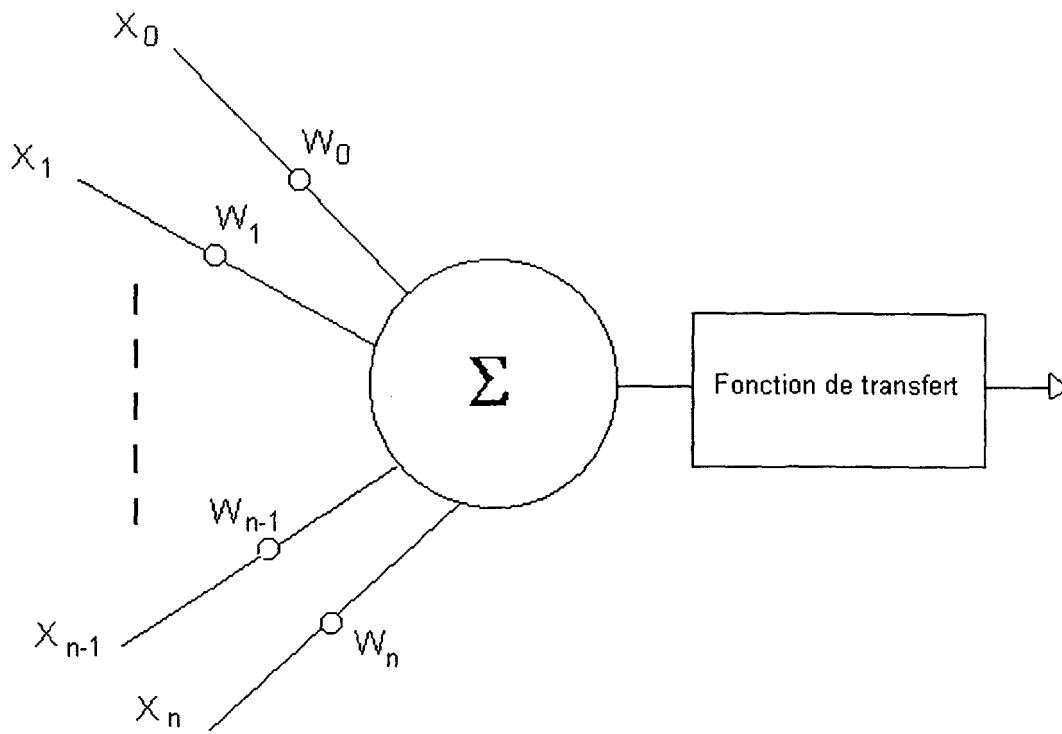 X0
W0
X1
W1
Σ
Fonction de transfert
Wn-1
Xn-1
Wn
Xn